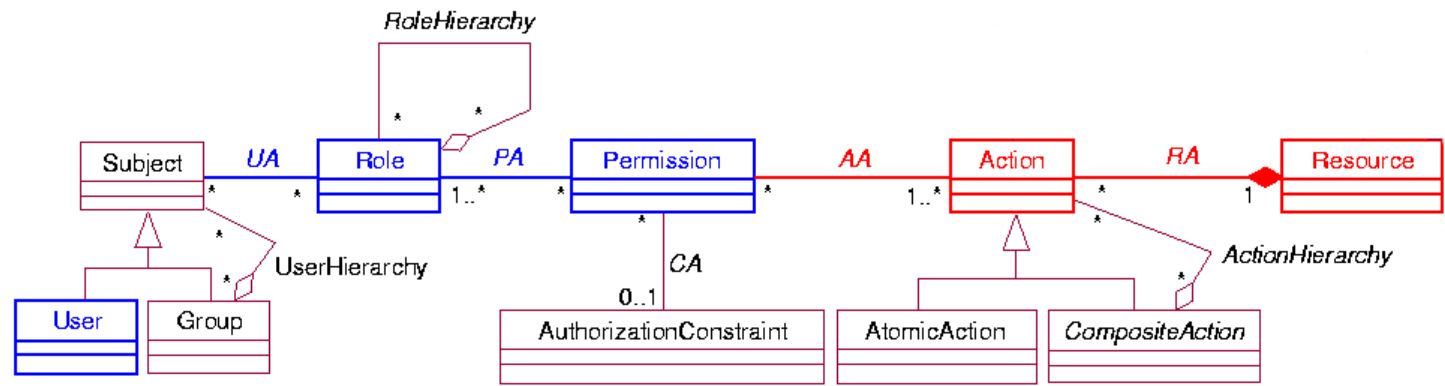 RoleHierarchy
* *
Subject UA Role PA Permission AA Action RA Resource
* * 1..* * * 1..* * 1
* * *
UserHierarchy CA ActionHierarchy
* *
0..1
User Group AuthorizationConstraint AtomicAction CompositeAction